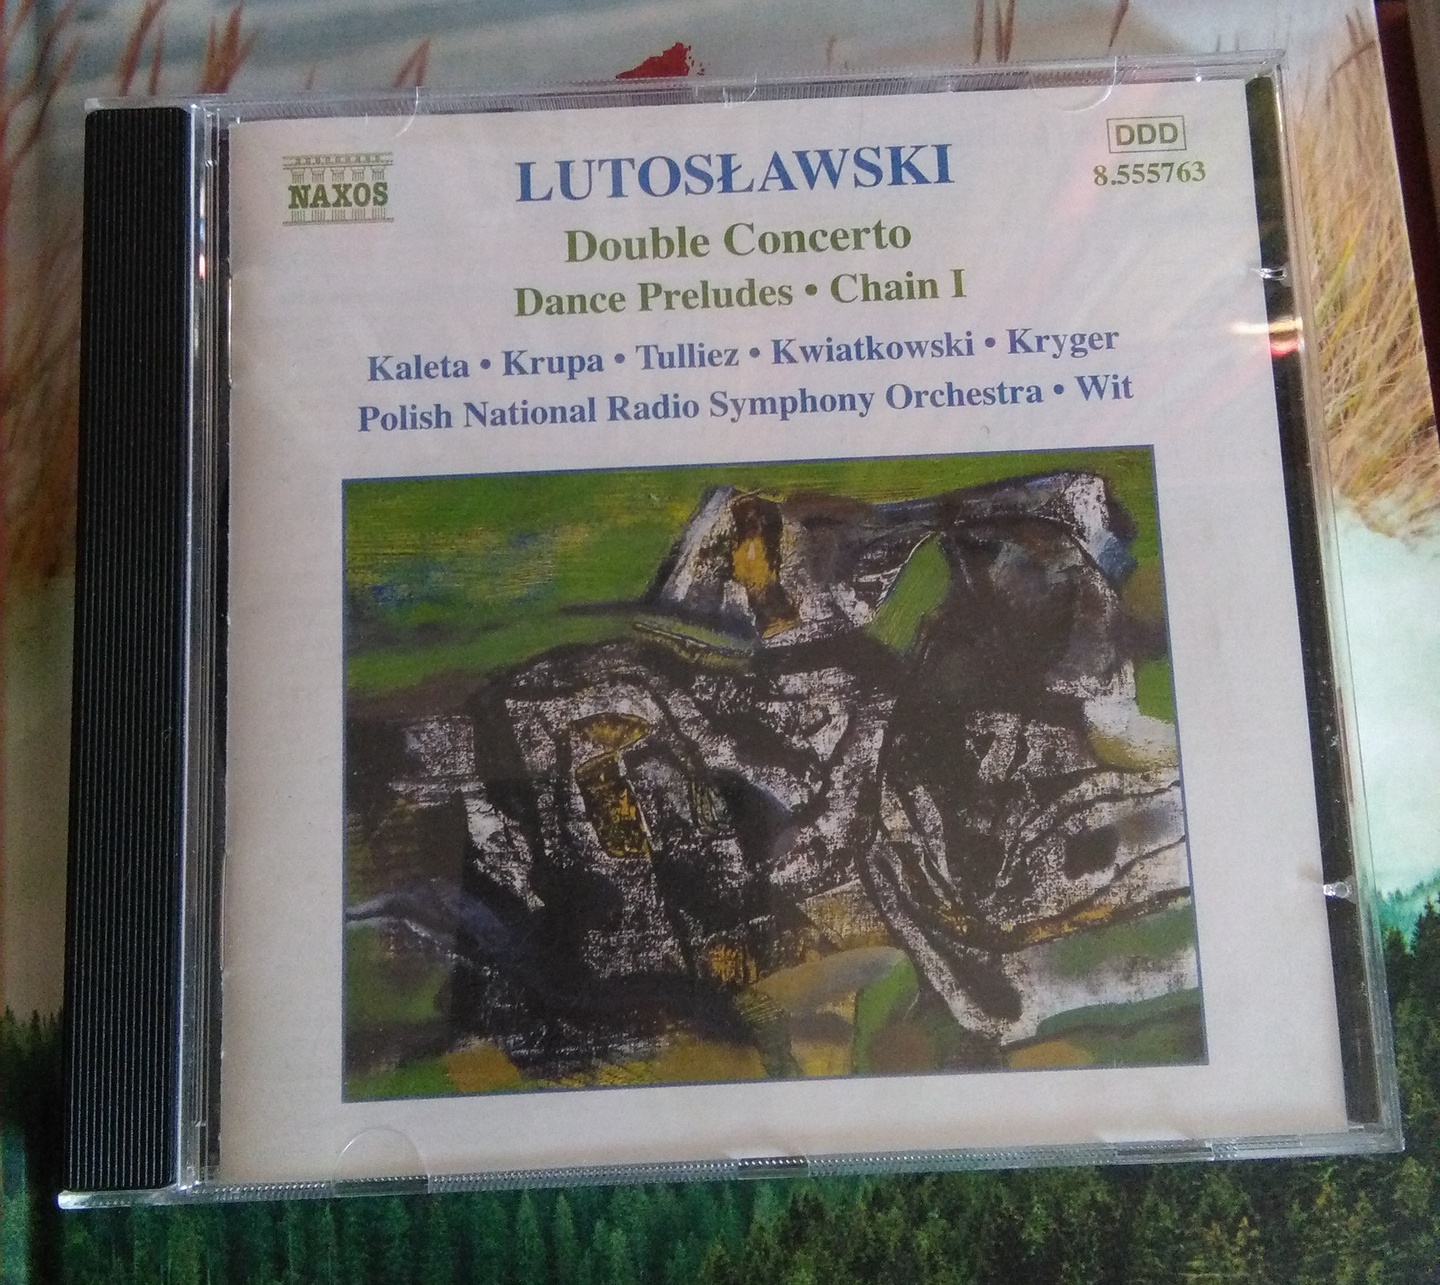 NAXOS
DDD
8.555763
LUTOSŁAWSKI
Double Concerto
Dance Preludes • Chain I
Kaleta • Krupa • Tulliez • Kwiatkowski • Kryger
Polish National Radio Symphony Orchestra • Wit